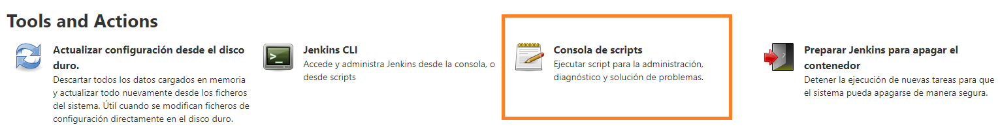 Tools and Actions
Actualizar configuración desde el disco
duro.
Descartar todos los datos cargados en memoria
y actualizar todo nuevamente desde los ficheros
del sistema. Útil cuando se modifican ficheros de
configuración directamente en el disco duro.
Jenkins CLI
Accede y administra Jenkins desde la consola, o
desde scripts
Consola de scripts
Ejecutar script para la administración,
diagnóstico y solución de problemas.
Preparar Jenkins para apagar el
contenedor
Detener la ejecución de nuevas tareas para que
el sistema pueda apagarse de manera segura.